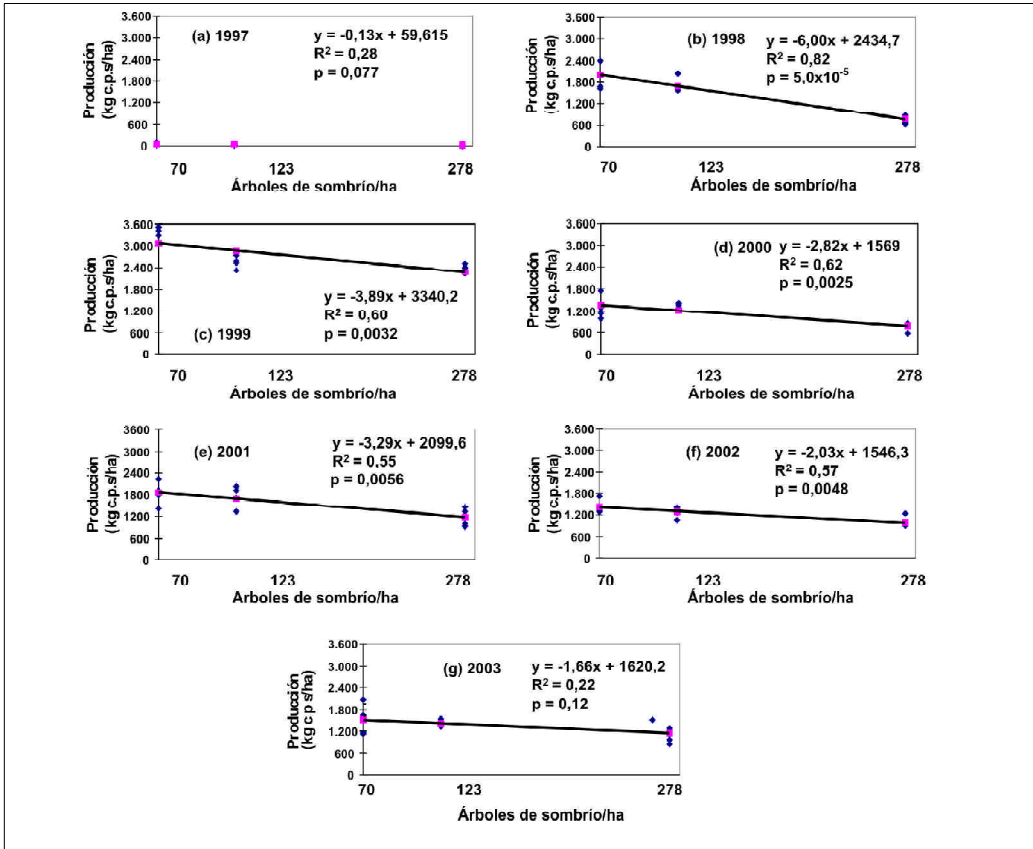 Producción
(kg c.p.s/ha)
3.600
3.000
2.400
1.800
1.200
600
0
(a) 1997
y = -0,13x + 59,615
R² = 0,28
p = 0,077
70 123 278
Árboles de sombrío/ha
Producción
(kg c.p.s/ha)
3.600
3.000
2.400
1.800
1.200
600
0
(b) 1998
y = -6,00x + 2434,7
R² = 0,82
p = 5,0x10⁻⁵
70 123 278
Árboles de sombrío/ha
Producción
(kg c.p.s/ha)
3.600
3.000
2.400
1.800
1.200
600
0
(c) 1999
y = -3,89x + 3340,2
R² = 0,60
p = 0,0032
70 123 278
Árboles de sombrío/ha
Producción
(kg c.p.s/ha)
3.600
3.000
2.400
1.800
1.200
600
0
(d) 2000
y = -2,82x + 1569
R² = 0,62
p = 0,0025
70 123 278
Árboles de sombrío/ha
Producción
(kg c.p.s/ha)
3600
3000
2400
1800
1200
600
0
(e) 2001
y = -3,29x + 2099,6
R² = 0,55
p = 0,0056
70 123 278
Arboles de sombrío/ha
Producción
(kg c.p.s/ha)
3.600
3.000
2.400
1.800
1.200
600
0
(f) 2002
y = -2,03x + 1546,3
R² = 0,57
p = 0,0048
70 123 278
Árboles de sombrío/ha
Producción
(kg c p s/ha)
3.600
3.000
2.400
1.800
1.200
600
0
(g) 2003
y = -1,66x + 1620,2
R² = 0,22
p = 0,12
70 123 278
Árboles de sombrío/ha